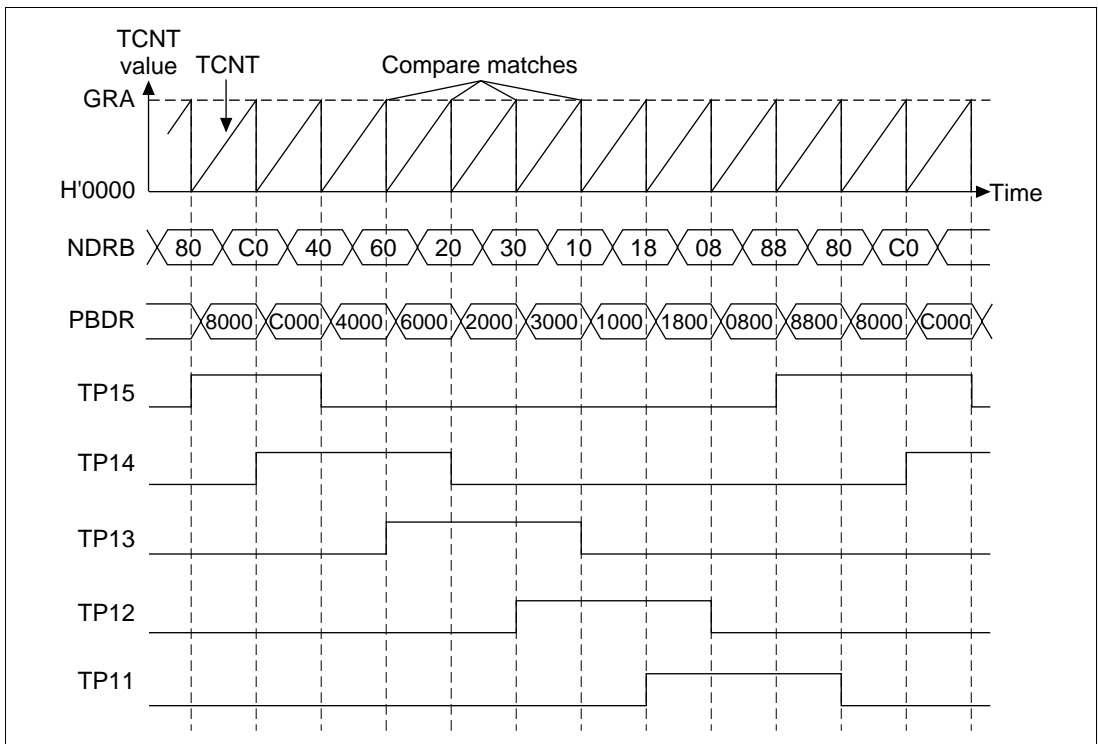 TCNT
value TCNT Compare matches
GRA
H'0000 Time
NDRB 80 C0 40 60 20 30 10 18 08 88 80 C0
PBDR 8000 C000 4000 6000 2000 3000 1000 1800 0800 8800 8000 C000
TP15
TP14
TP13
TP12
TP11